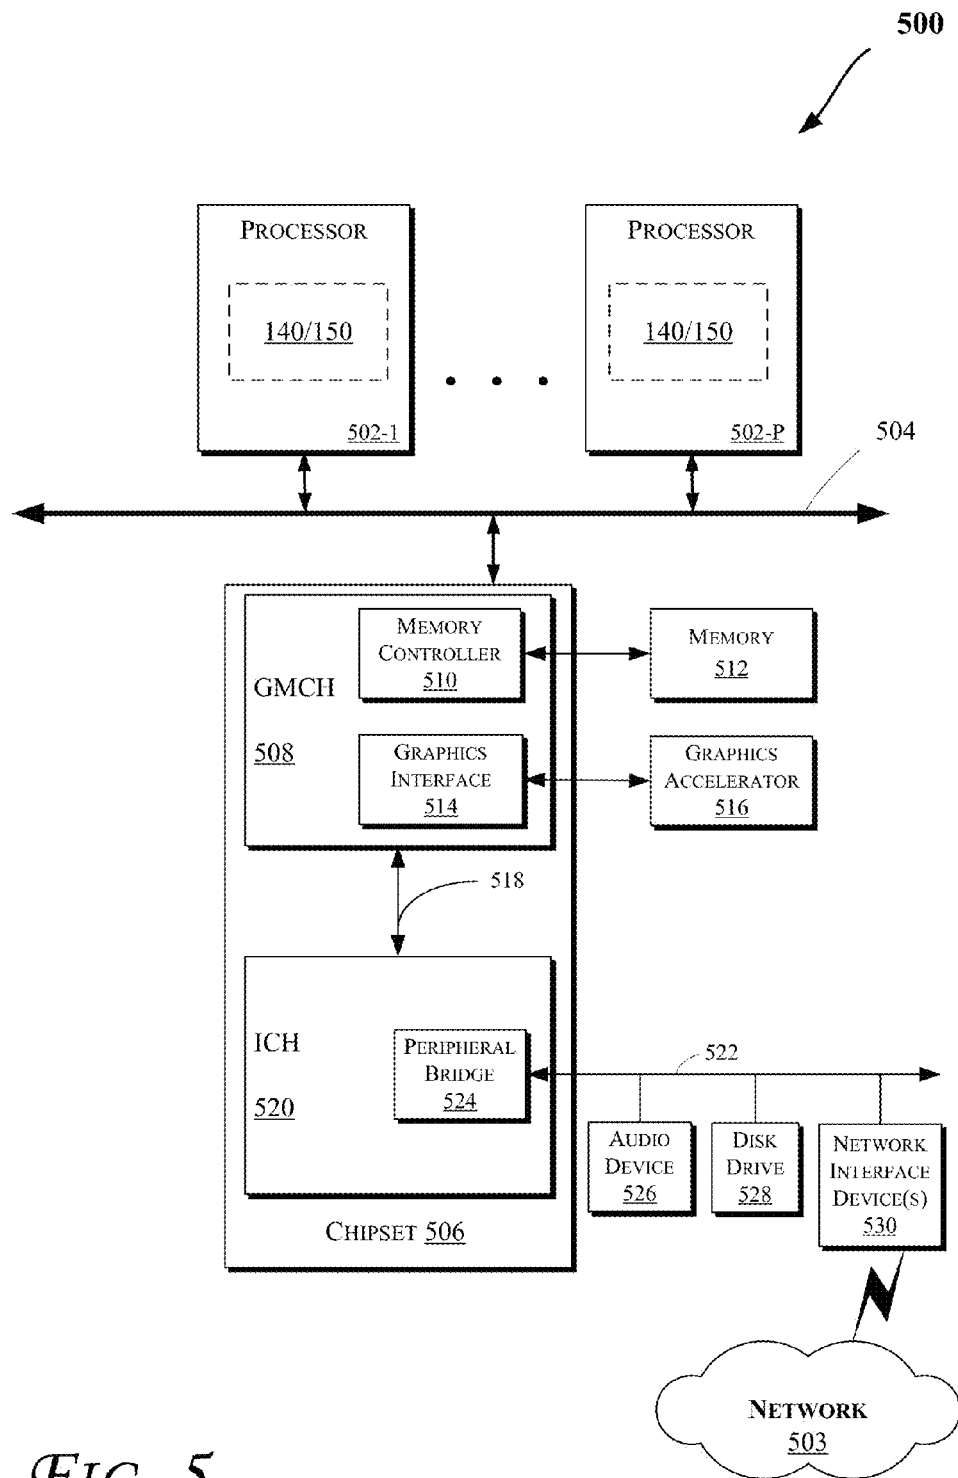 500
PROCESSOR
140/150
502-1
PROCESSOR
140/150
502-P
504
MEMORY
CONTROLLER
510
GMCH
508
GRAPHICS
INTERFACE
514
MEMORY
512
GRAPHICS
ACCELERATOR
516
518
ICH
520
PERIPHERAL
BRIDGE
524
522
AUDIO
DEVICE
526
DISK
DRIVE
528
NETWORK
INTERFACE
DEVICE(S)
530
CHIPSET 506
NETWORK
503
FIG. 5